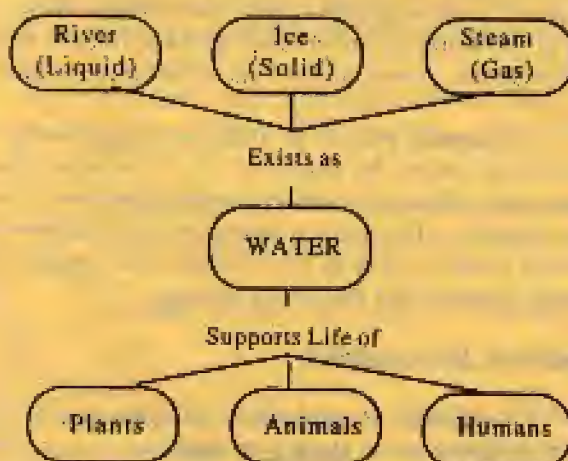 River
(Liquid)
Ice
(Solid)
Steam
(Gas)
Exists as
WATER
Supports Life of
Plants
Animals
Humans